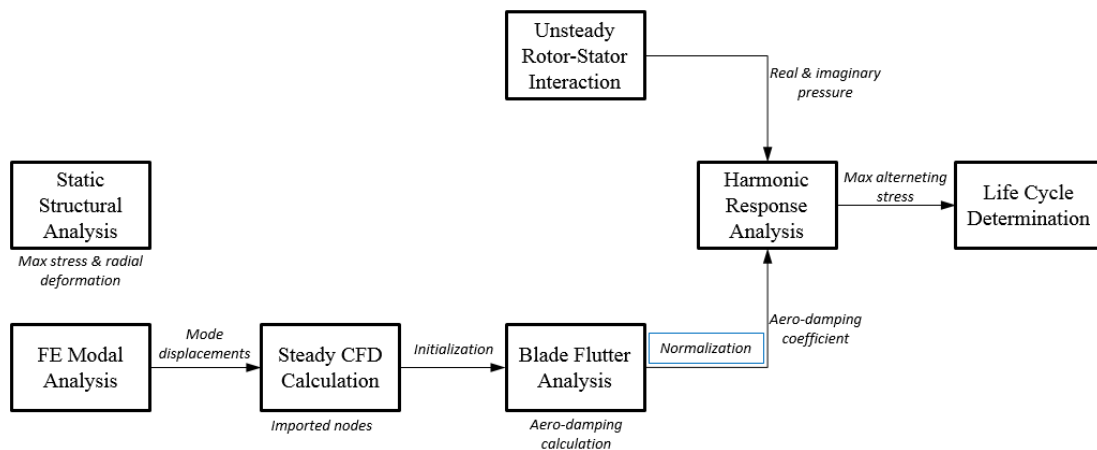 Unsteady
Rotor-Stator
Interaction
Real & imaginary
pressure
Static
Structural
Analysis
Max stress & radial
deformation
Harmonic
Response
Analysis
Max alterneting
stress
Life Cycle
Determination
FE Modal
Analysis
Mode
displacements
Steady CFD
Calculation
Imported nodes
Initialization
Blade Flutter
Analysis
Aero-damping
calculation
Normalization
Aero-damping
coefficient